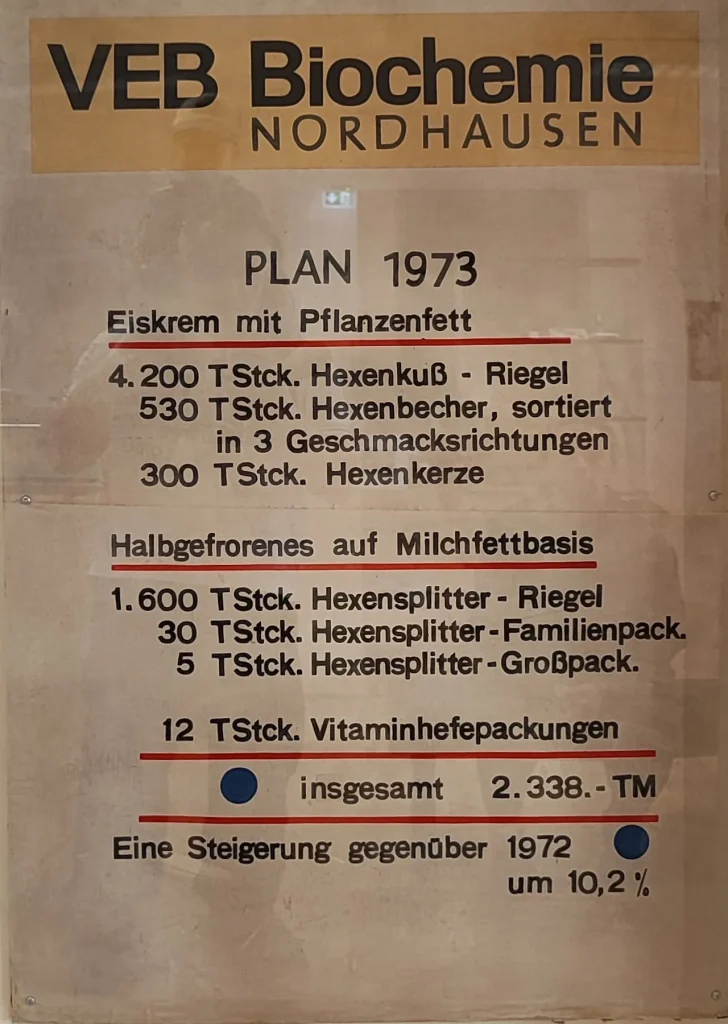 VEB Biochemie
NORDHAUSEN
PLAN 1973
Eiskrem mit Pflanzenfett
4.200 TStck. Hexenkuß - Riegel
530 TStck. Hexenbecher, sortiert
in 3 Geschmacksrichtungen
300 TStck. Hexenkerze
Halbgefrorenes auf Milchfettbasis
1.600 TStck. Hexensplitter - Riegel
30 TStck. Hexensplitter - Familienpack.
5 TStck. Hexensplitter - Großpack.
12 TStck. Vitaminhefepackungen
insgesamt 2.338.- TM
Eine Steigerung gegenüber 1972
um 10,2 %